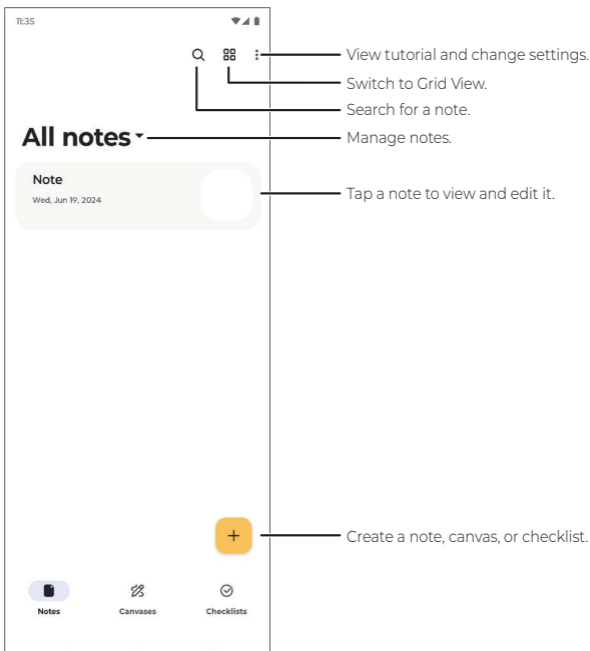 11:35
View tutorial and change settings.
Switch to Grid View.
Search for a note.
All notes
Manage notes.
Note
Wed, Jun 19, 2024
Tap a note to view and edit it.
Create a note, canvas, or checklist.
Notes Canvases Checklists